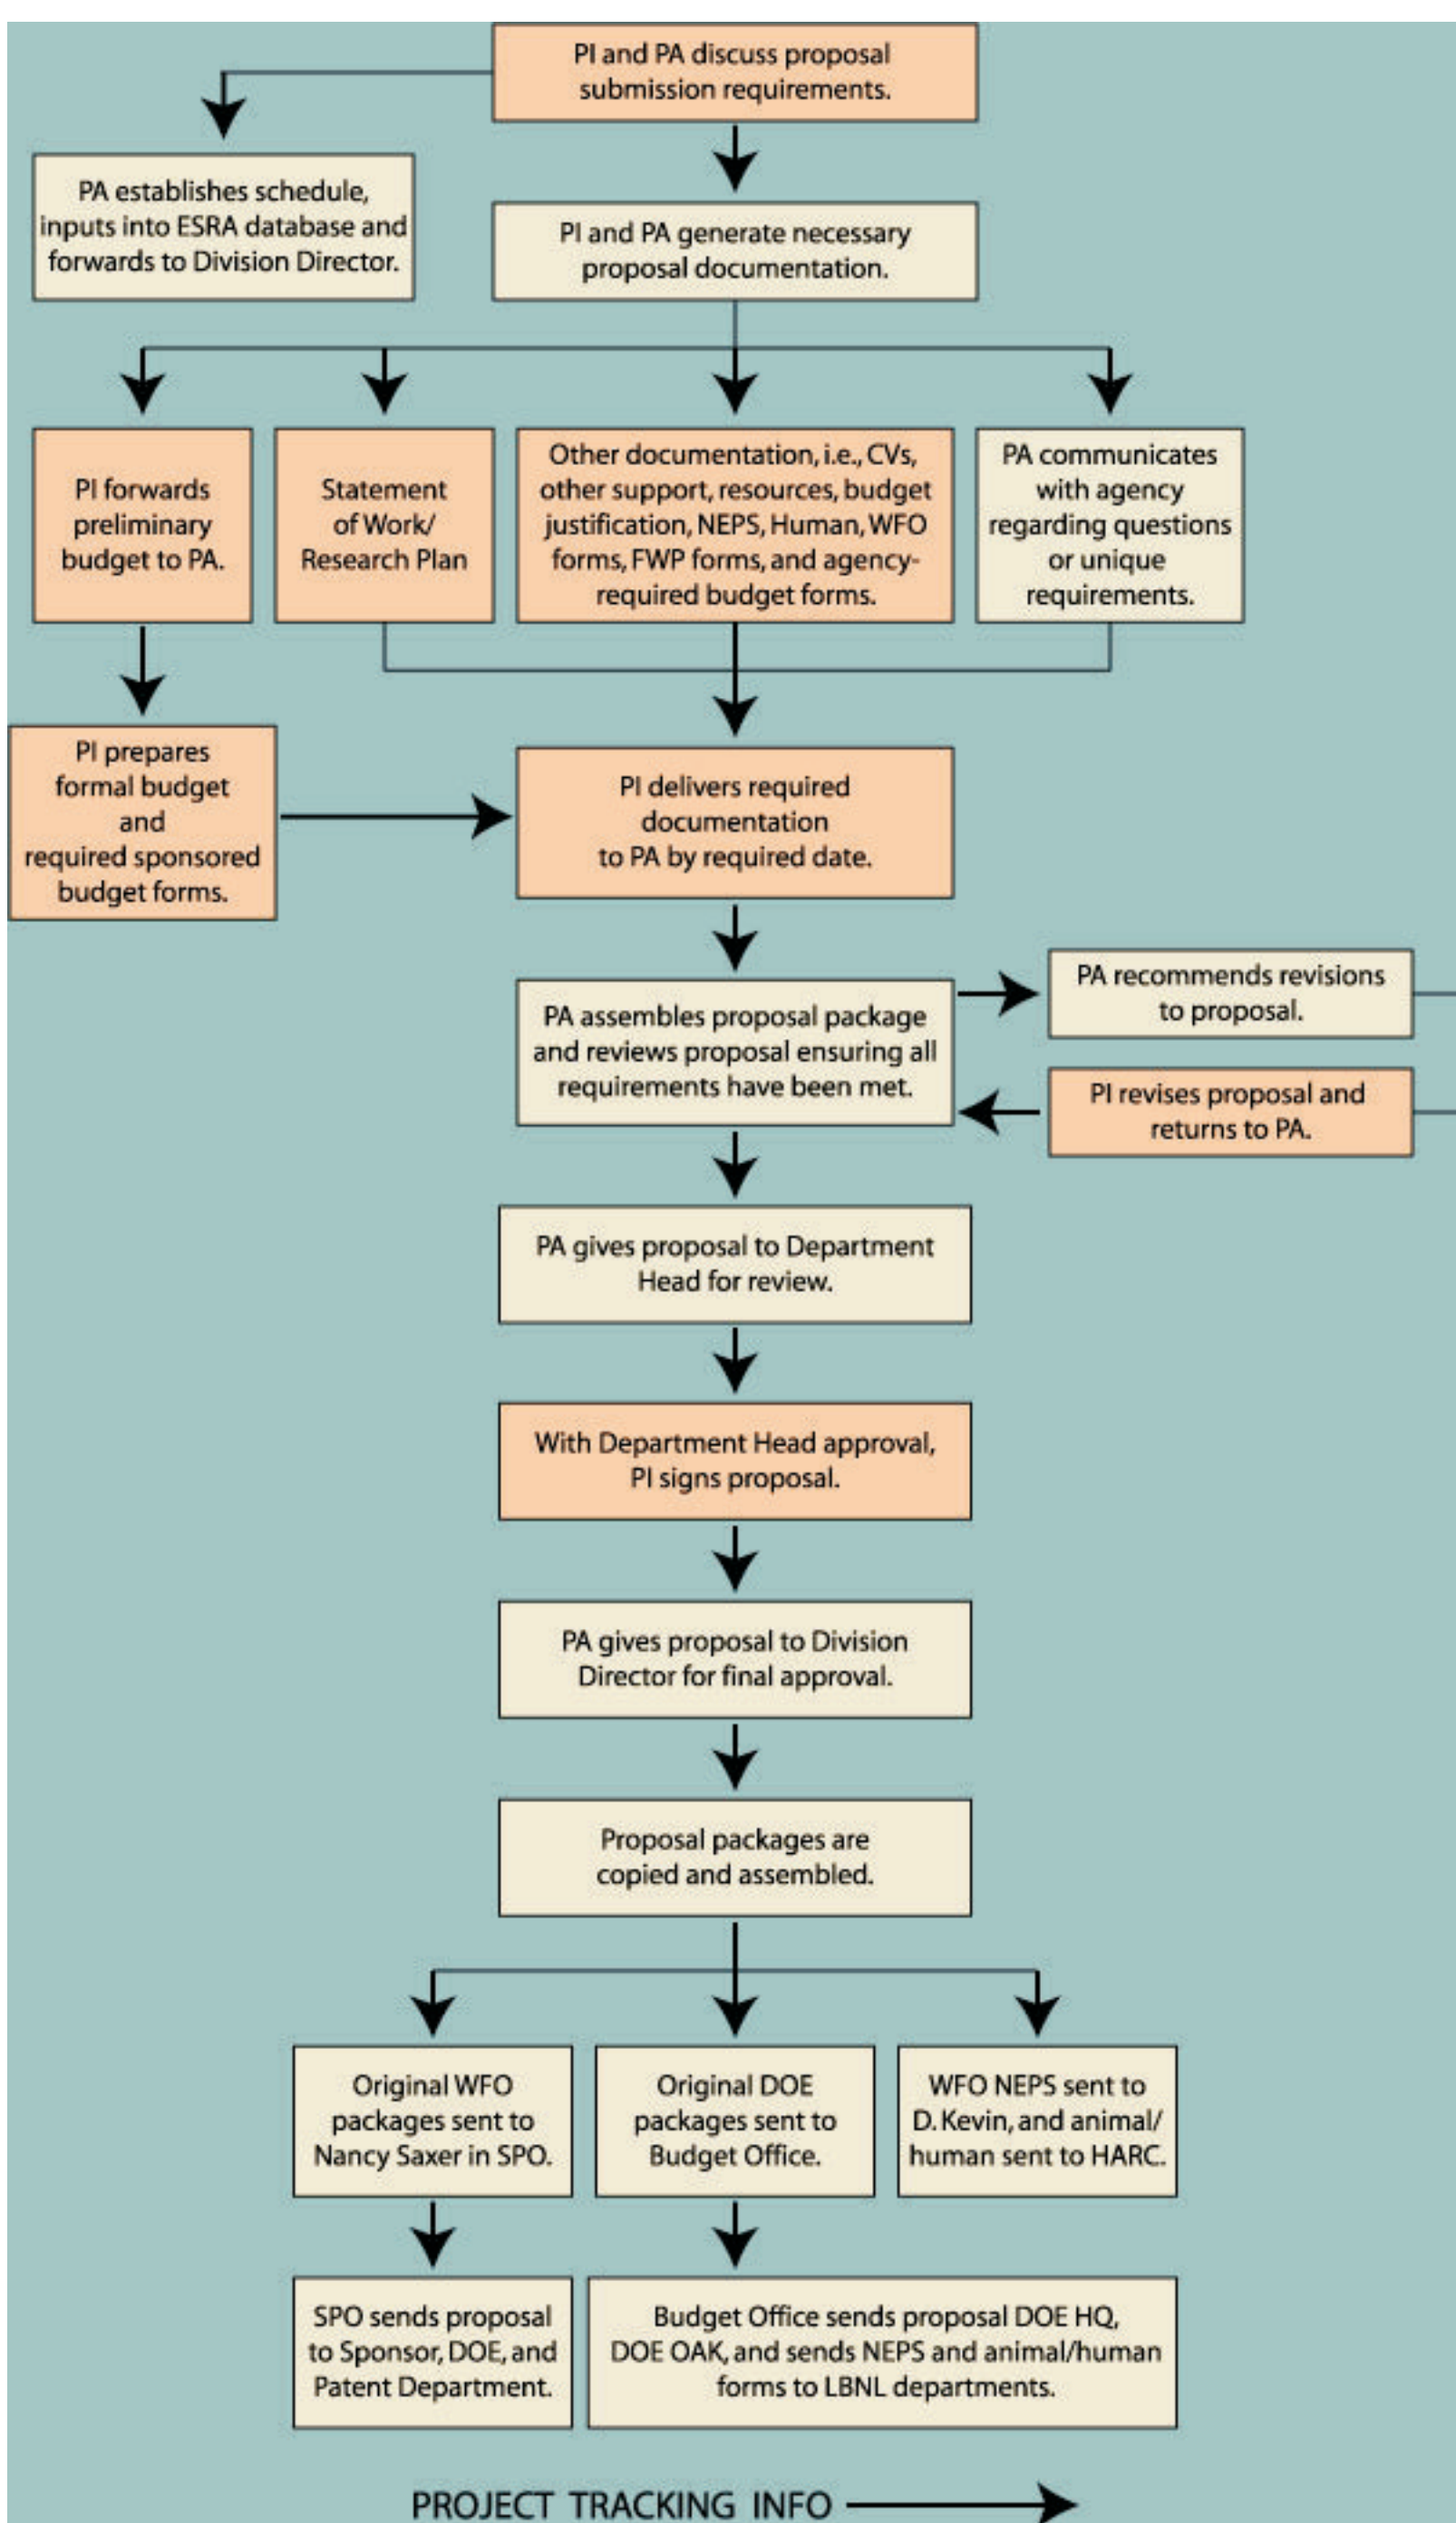 PI and PA discuss proposal
submission requirements.
PA establishes schedule,
inputs into ESRA database and
forwards to Division Director.
PI and PA generate necessary
proposal documentation.
PI forwards
preliminary
budget to PA.
Statement
of Work/
Research Plan
Other documentation, i.e., CVs,
other support, resources, budget
justification, NEPS, Human, WFO
forms, FWP forms, and agency-
required budget forms.
PA communicates
with agency
regarding questions
or unique
requirements.
PI prepares
formal budget
and
required sponsored
budget forms.
PI delivers required
documentation
to PA by required date.
PA assembles proposal package
and reviews proposal ensuring all
requirements have been met.
PA recommends revisions
to proposal.
PI revises proposal and
returns to PA.
PA gives proposal to Department
Head for review.
With Department Head approval,
PI signs proposal.
PA gives proposal to Division
Director for final approval.
Proposal packages are
copied and assembled.
Original WFO
packages sent to
Nancy Saxer in SPO.
Original DOE
packages sent to
Budget Office.
WFO NEPS sent to
D. Kevin, and animal/
human sent to HARC.
SPO sends proposal
to Sponsor, DOE, and
Patent Department.
Budget Office sends proposal DOE HQ,
DOE OAK, and sends NEPS and animal/human
forms to LBNL departments.
PROJECT TRACKING INFO